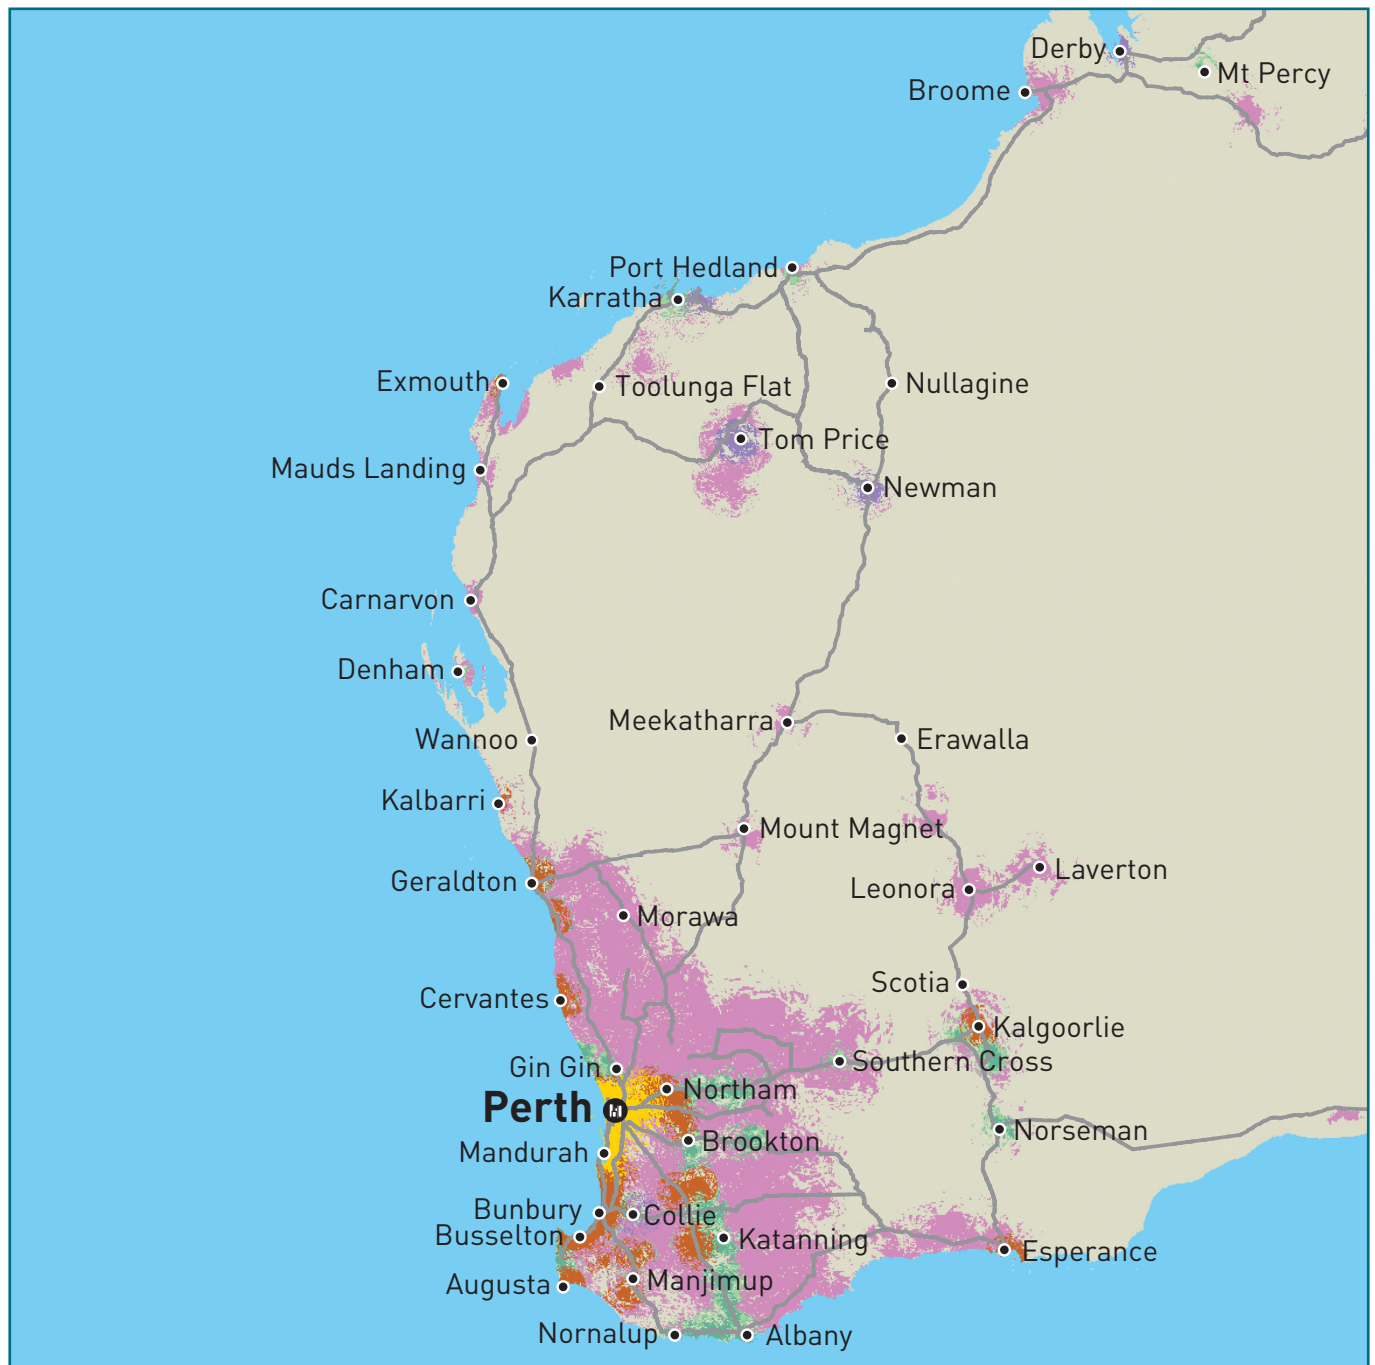 Derby
Mt Percy
Broome
Port Hedland
Karratha
Exmouth
Toolunga Flat
Nullagine
Tom Price
Mauds Landing
Newman
Carnarvon
Denham
Meekatharra
Wannoo
Erawalla
Kalbarri
Mount Magnet
Laverton
Geraldton
Leonora
Morawa
Scotia
Cervantes
Kalgoorlie
Southern Cross
Gin Gin
Northam
Perth
Norseman
Brookton
Mandurah
Bunbury
Collie
Busselton
Katanning
Esperance
Augusta
Manjimup
Nornalup
Albany